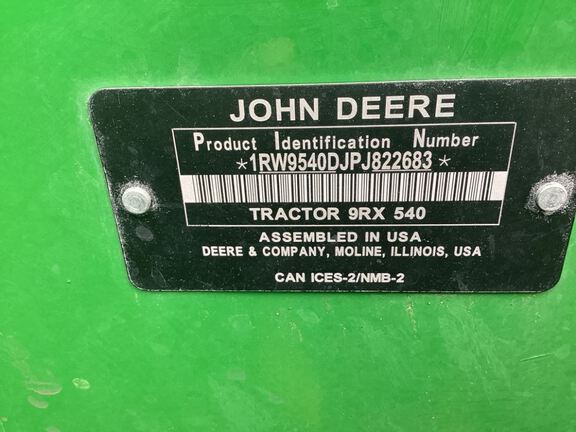 JOHN DEERE
Product Identification Number
*1RW9540DJPJ822683*
TRACTOR 9RX 540
ASSEMBLED IN USA
DEERE & COMPANY, MOLINE, ILLINOIS, USA
CAN ICES-2/NMB-2